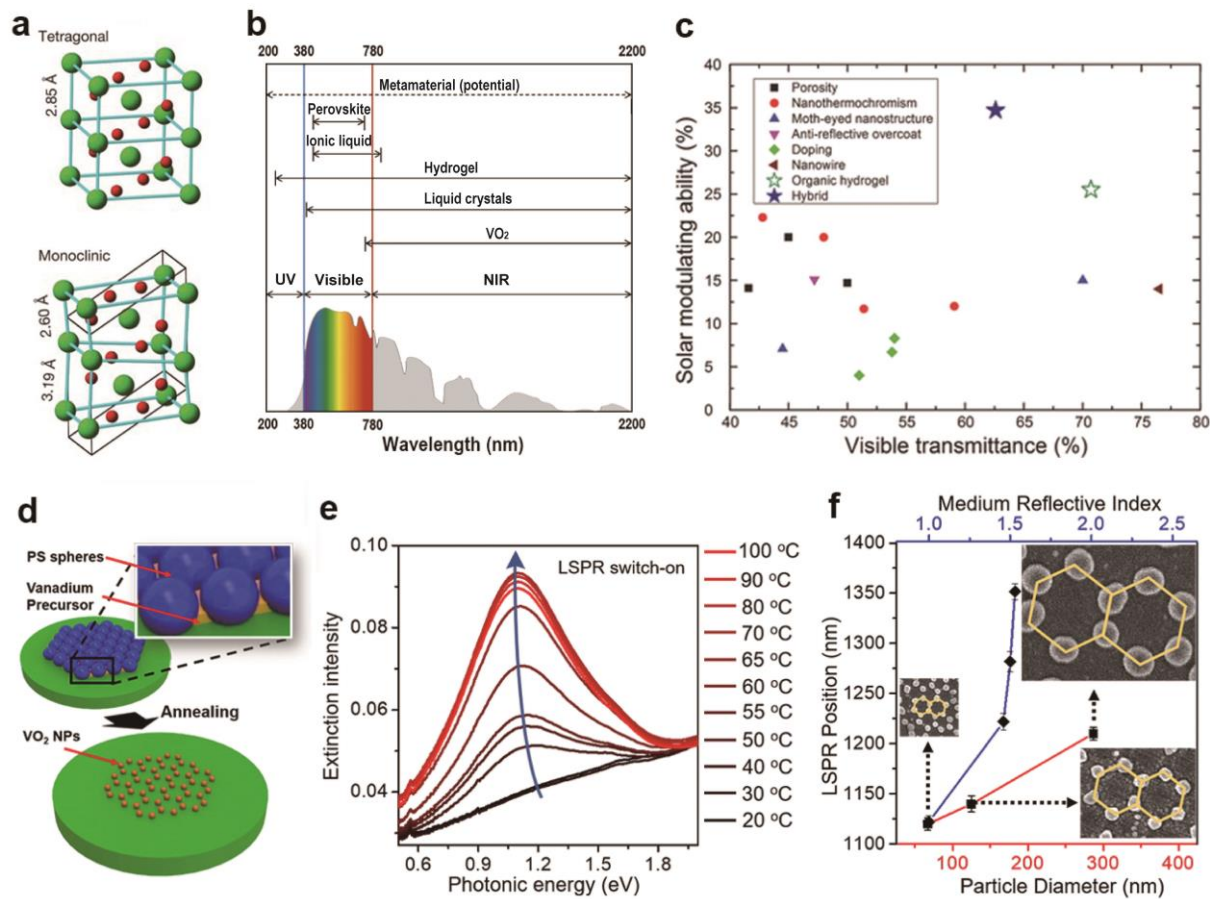 a
Tetragonal
2.85 Å
Monoclinic
2.60 Å
3.19 Å
b
200 380 780 2200
Metamaterial (potential)
Perovskite
Ionic liquid
Hydrogel
Liquid crystals
VO₂
UV Visible NIR
200 380 780 2200
Wavelength (nm)
c
Solar modulating ability (%)
40
35
30
25
20
15
10
5
0
Porosity
Nanothermochromism
Moth-eyed nanostructure
Anti-reflective overcoat
Doping
Nanowire
Organic hydrogel
Hybrid
40 45 50 55 60 65 70 75 80
Visible transmittance (%)
d
PS spheres
Vanadium
Precursor
Annealing
VO₂ NPs
e
Extinction intensity
0.10
0.08
0.06
0.04
LSPR switch-on
100 °C
90 °C
80 °C
70 °C
65 °C
60 °C
55 °C
50 °C
40 °C
30 °C
20 °C
0.6 0.9 1.2 1.5 1.8
Photonic energy (eV)
f
Medium Reflective Index
1.0 1.5 2.0 2.5
LSPR Position (nm)
1400
1350
1300
1250
1200
1150
1100
100 200 300 400
Particle Diameter (nm)